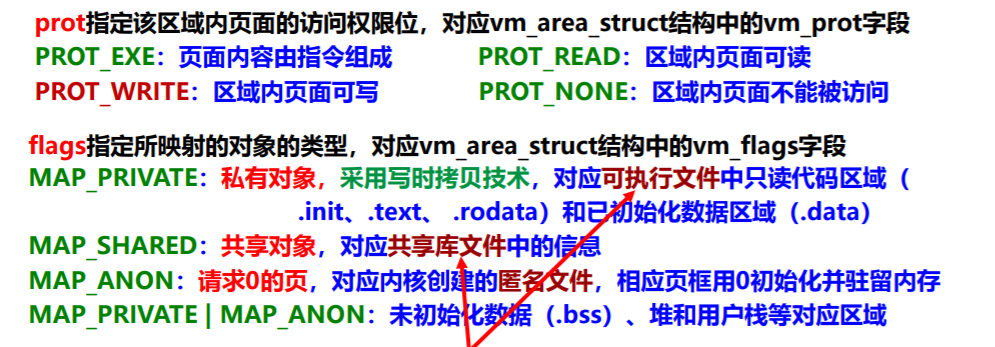 prot指定该区域内页面的访问权限位，对应vm_area_struct结构中的vm_prot字段
PROT_EXE：页面内容由指令组成 PROT_READ：区域内页面可读
PROT_WRITE：区域内页面可写 PROT_NONE：区域内页面不能被访问
flags指定所映射的对象的类型，对应vm_area_struct结构中的vm_flags字段
MAP_PRIVATE：私有对象，采用写时拷贝技术，对应可执行文件中只读代码区域（
.init、.text、 .rodata）和已初始化数据区域（.data）
MAP_SHARED：共享对象，对应共享库文件中的信息
MAP_ANON：请求0的页，对应内核创建的匿名文件，相应页框用0初始化并驻留内存
MAP_PRIVATE | MAP_ANON：未初始化数据（.bss）、堆和用户栈等对应区域